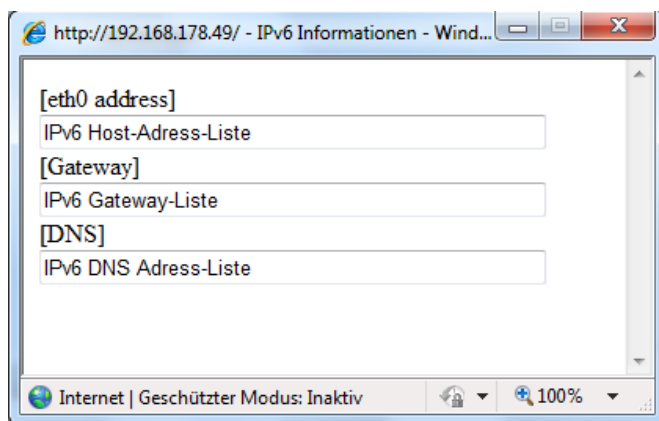 http://192.168.178.49/ - IPv6 Informationen - Wind...
[eth0 address]
IPv6 Host-Adress-Liste
[Gateway]
IPv6 Gateway-Liste
[DNS]
IPv6 DNS Adress-Liste
Internet | Geschützter Modus: Inaktiv 100%